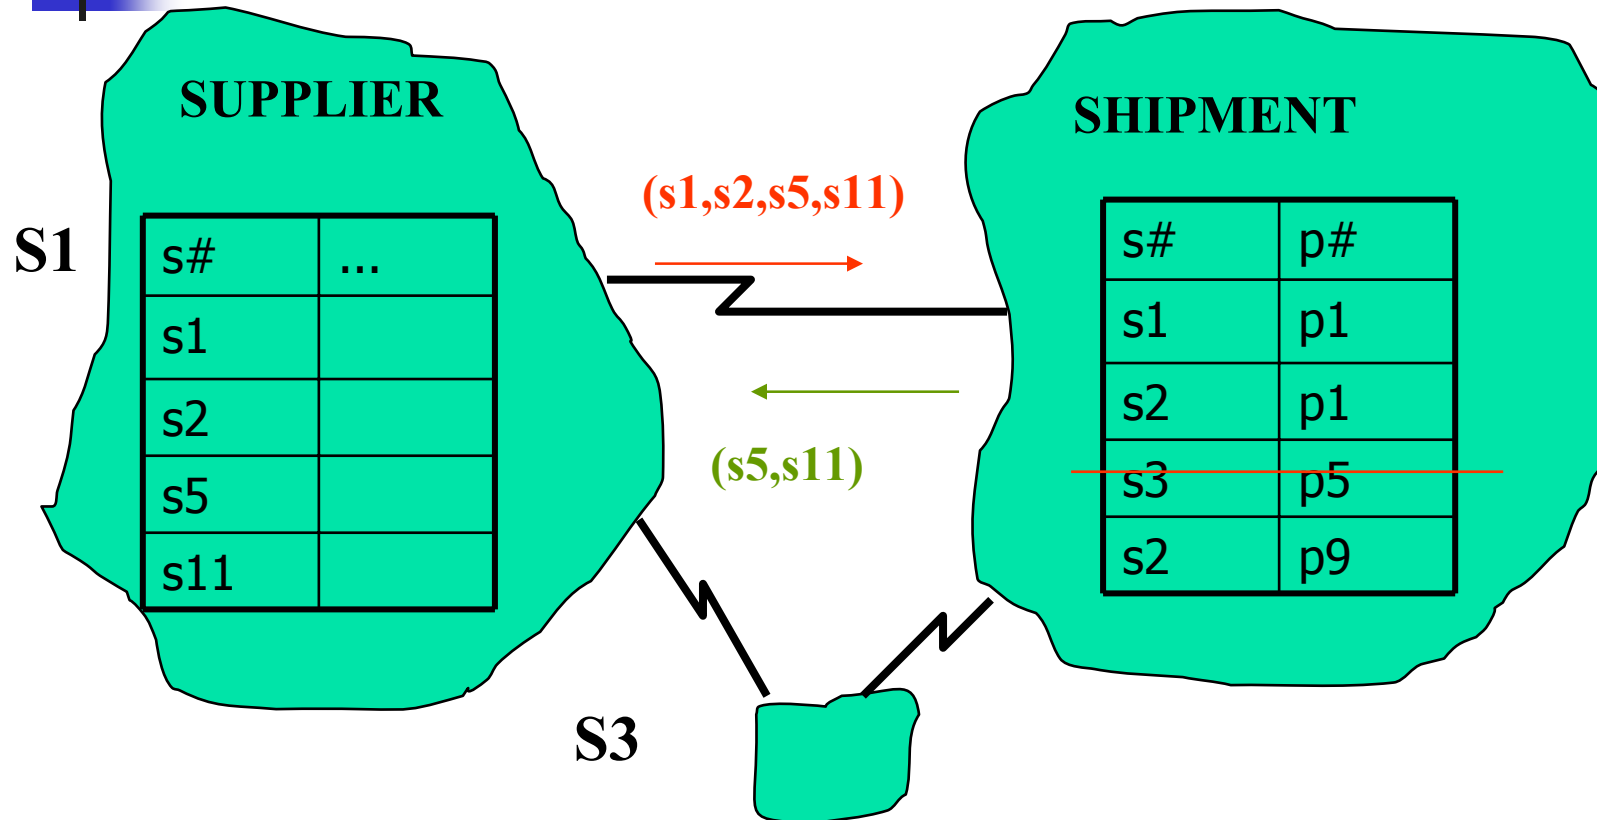 SUPPLIER
SHIPMENT
(s1,s2,s5,s11)
S1
s# ...
s1
s2
s5
s11
s# p#
s1 p1
s2 p1
s3 p5
s2 p9
(s5,s11)
S3